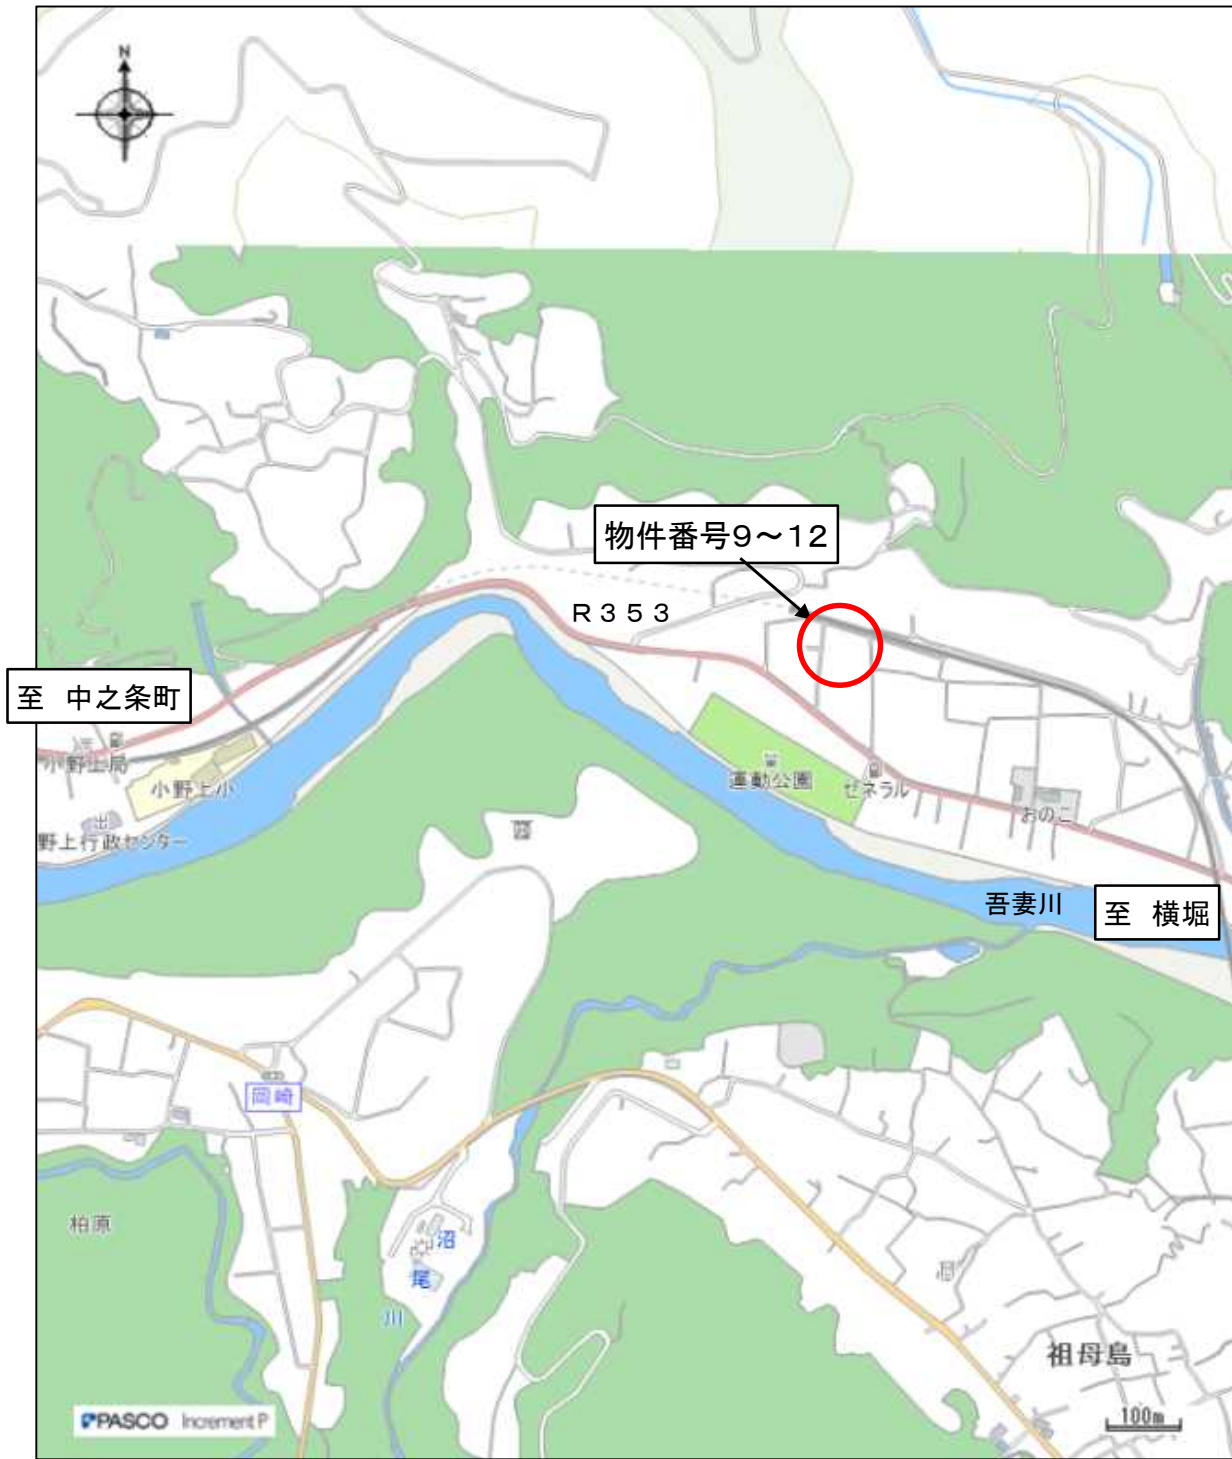 N
物件番号9～12
R353
至　中之条町
小野上局
小野上小
出
野上行政センター
運動公園
ゼネラル
おのこ
吾妻川
至　横堀
岡崎
柏原
沼
尾
川
祖母島
100m
PASCO Increment P